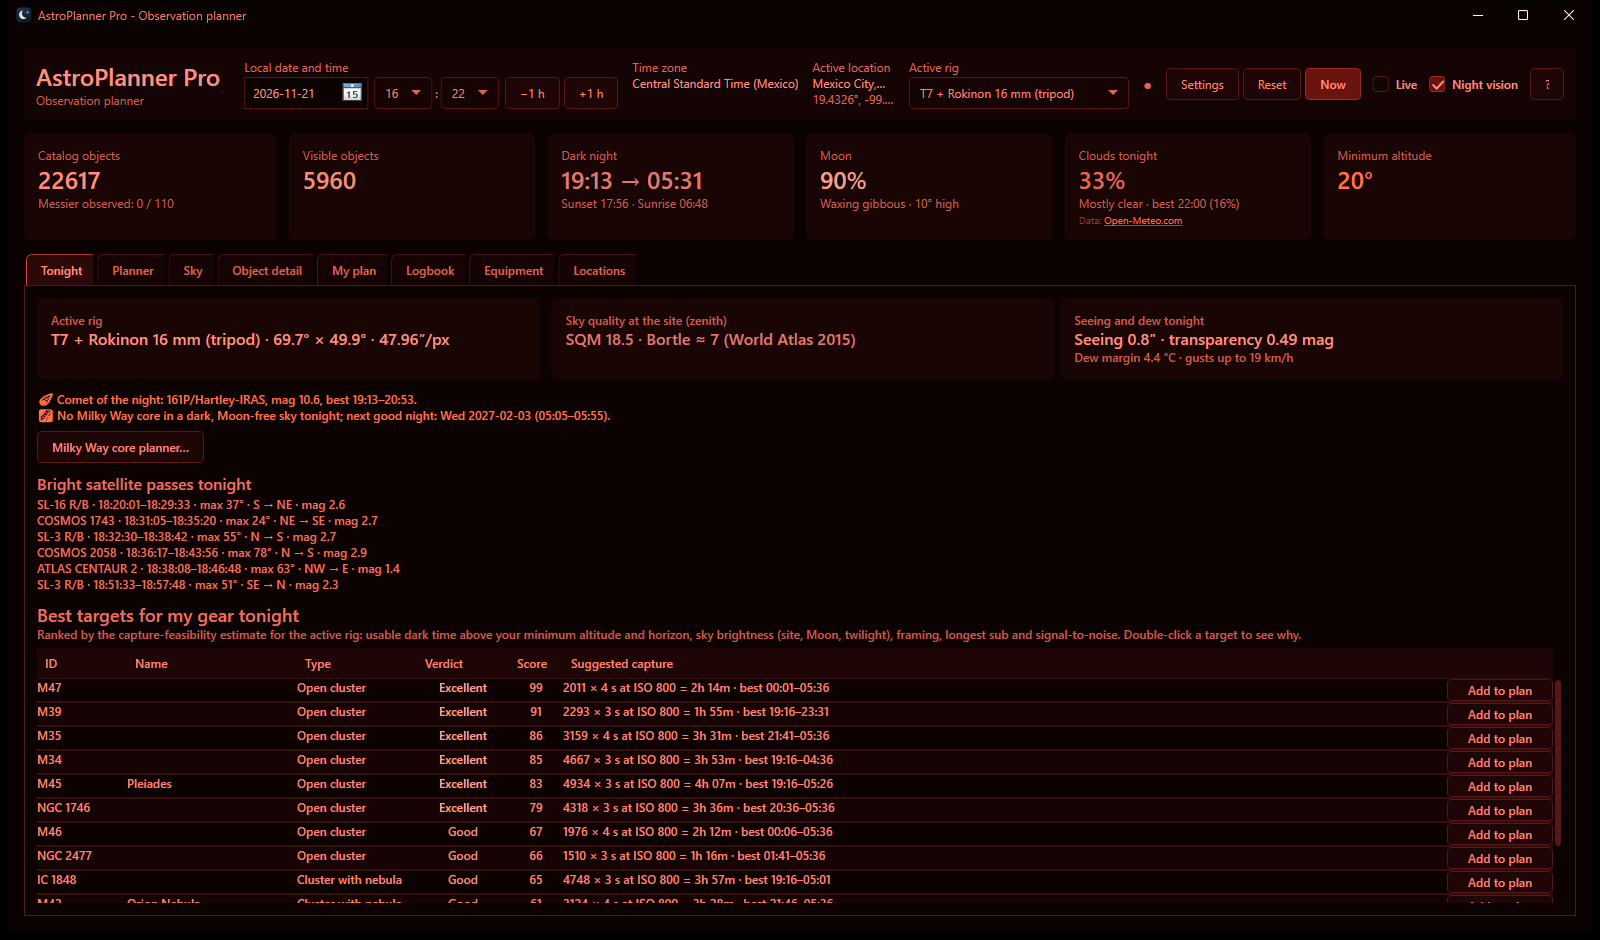 AstroPlanner Pro - Observation planner
AstroPlanner Pro
Observation planner
Local date and time
2026-11-21
15
16
:
22
−1 h
+1 h
Time zone
Central Standard Time (Mexico)
Active location
Mexico City,...
19.4326°, -99....
Active rig
T7 + Rokinon 16 mm (tripod)
Settings
Reset
Now
Live
Night vision
?
Catalog objects
22617
Messier observed: 0 / 110
Visible objects
5960
Dark night
19:13 → 05:31
Sunset 17:56 · Sunrise 06:48
Moon
90%
Waxing gibbous · 10° high
Clouds tonight
33%
Mostly clear · best 22:00 (16%)
Data: Open-Meteo.com
Minimum altitude
20°
Tonight
Planner
Sky
Object detail
My plan
Logbook
Equipment
Locations
Active rig
T7 + Rokinon 16 mm (tripod) · 69.7° × 49.9° · 47.96″/px
Sky quality at the site (zenith)
SQM 18.5 · Bortle ≈ 7 (World Atlas 2015)
Seeing and dew tonight
Seeing 0.8″ · transparency 0.49 mag
Dew margin 4.4 °C · gusts up to 19 km/h
Comet of the night: 161P/Hartley-IRAS, mag 10.6, best 19:13–20:53.
No Milky Way core in a dark, Moon-free sky tonight; next good night: Wed 2027-02-03 (05:05–05:55).
Milky Way core planner...
Bright satellite passes tonight
SL-16 R/B · 18:20:01–18:29:33 · max 37° · S → NE · mag 2.6
COSMOS 1743 · 18:31:05–18:35:20 · max 24° · NE → SE · mag 2.7
SL-3 R/B · 18:32:30–18:38:42 · max 55° · N → S · mag 2.7
COSMOS 2058 · 18:36:17–18:43:56 · max 78° · N → S · mag 2.9
ATLAS CENTAUR 2 · 18:38:08–18:46:48 · max 63° · NW → E · mag 1.4
SL-3 R/B · 18:51:33–18:57:48 · max 51° · SE → N · mag 2.3
Best targets for my gear tonight
Ranked by the capture-feasibility estimate for the active rig: usable dark time above your minimum altitude and horizon, sky brightness (site, Moon, twilight), framing, longest sub and signal-to-noise. Double-click a target to see why.
ID Name Type Verdict Score Suggested capture
M47 Open cluster Excellent 99 2011 × 4 s at ISO 800 = 2h 14m · best 00:01–05:36 Add to plan
M39 Open cluster Excellent 91 2293 × 3 s at ISO 800 = 1h 55m · best 19:16–23:31 Add to plan
M35 Open cluster Excellent 86 3159 × 4 s at ISO 800 = 3h 31m · best 21:41–05:36 Add to plan
M34 Open cluster Excellent 85 4667 × 3 s at ISO 800 = 3h 53m · best 19:16–04:36 Add to plan
M45 Pleiades Open cluster Excellent 83 4934 × 3 s at ISO 800 = 4h 07m · best 19:16–05:26 Add to plan
NGC 1746 Open cluster Excellent 79 4318 × 3 s at ISO 800 = 3h 36m · best 20:36–05:36 Add to plan
M46 Open cluster Good 67 1976 × 4 s at ISO 800 = 2h 12m · best 00:06–05:36 Add to plan
NGC 2477 Open cluster Good 66 1510 × 3 s at ISO 800 = 1h 16m · best 01:41–05:36 Add to plan
IC 1848 Cluster with nebula Good 65 4748 × 3 s at ISO 800 = 3h 57m · best 19:16–05:01 Add to plan
Orion Nebula Cluster with nebula Good